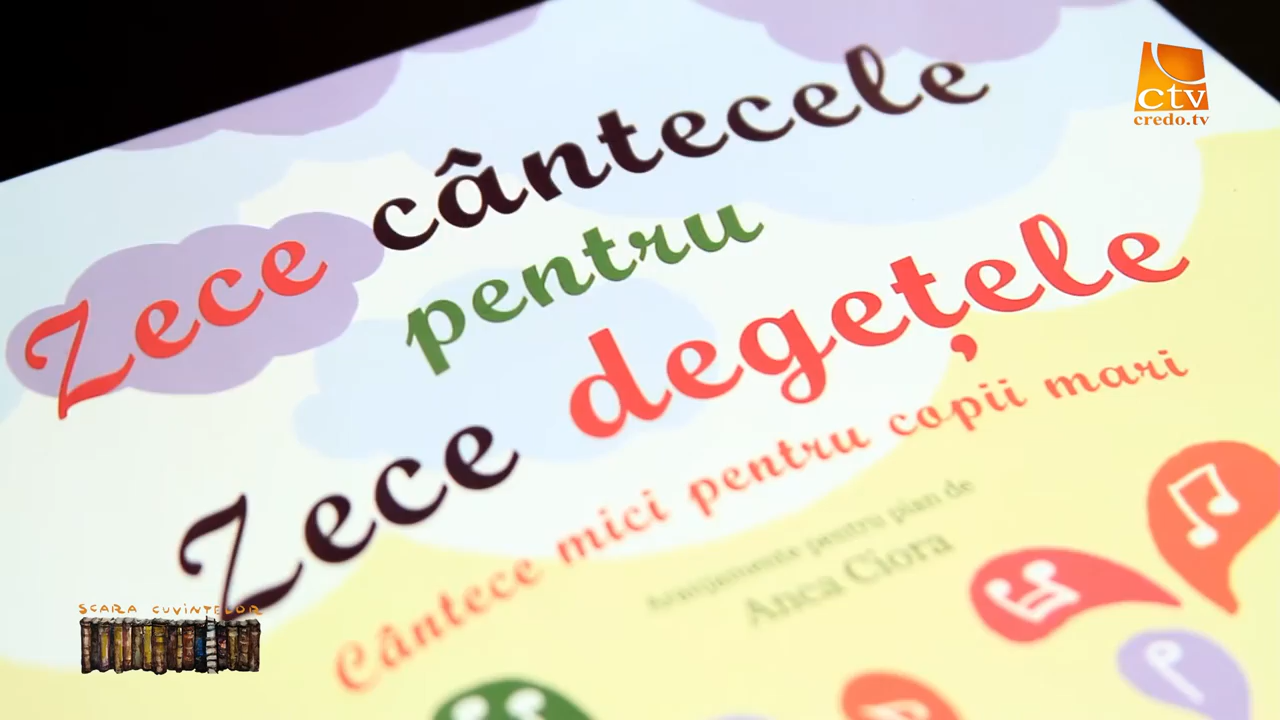 Zece cântecele
pentru
Zece degețele
Cântece mici pentru copii mari
Aranjamente pentru pian de
Anca Ciora
ctv
credo.tv
SCARA CUVINTELOR